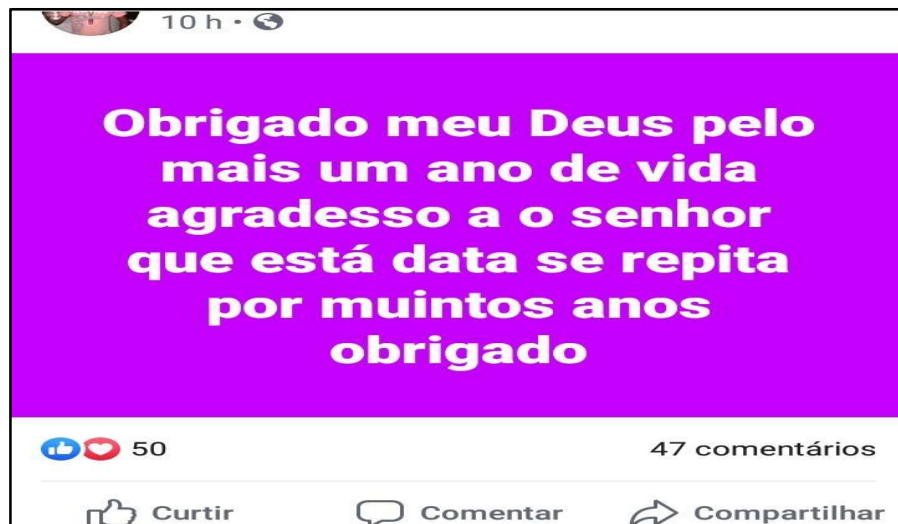 10 h •
Obrigado meu Deus pelo
mais um ano de vida
agradesso a o senhor
que está data se repita
por muintos anos
obrigado
50
47 comentários
Curtir
Comentar
Compartilhar